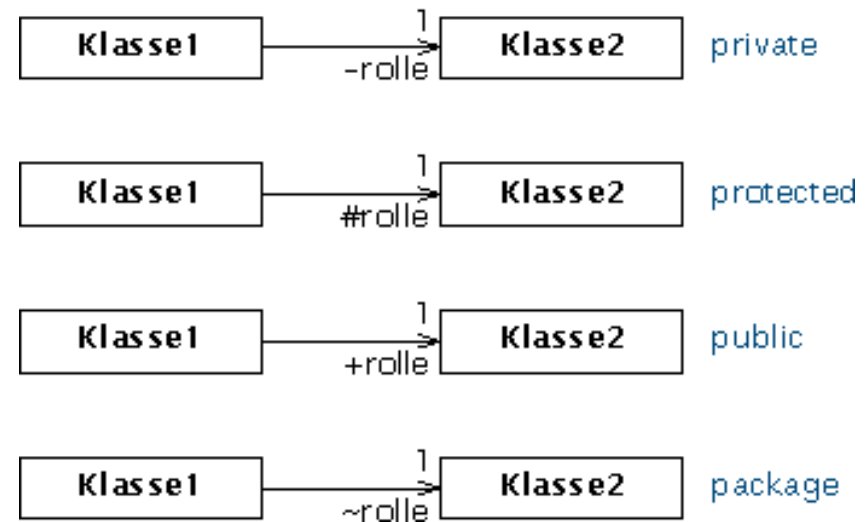 1
Klasse1 Klasse2 private
-rolle
1
Klasse1 Klasse2 protected
#rolle
1
Klasse1 Klasse2 public
+rolle
1
Klasse1 Klasse2 package
~rolle